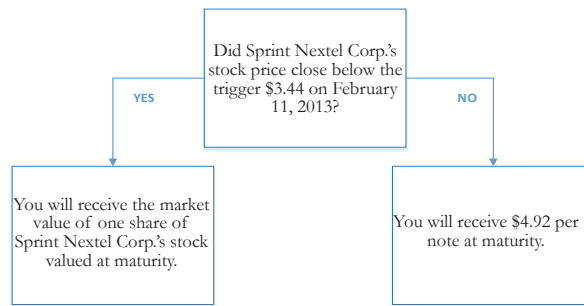 Did Sprint Nextel Corp.'s
stock price close below the
trigger $3.44 on February
11, 2013?
YES
NO
You will receive the market
value of one share of
Sprint Nextel Corp.'s stock
valued at maturity.
You will receive $4.92 per
note at maturity.